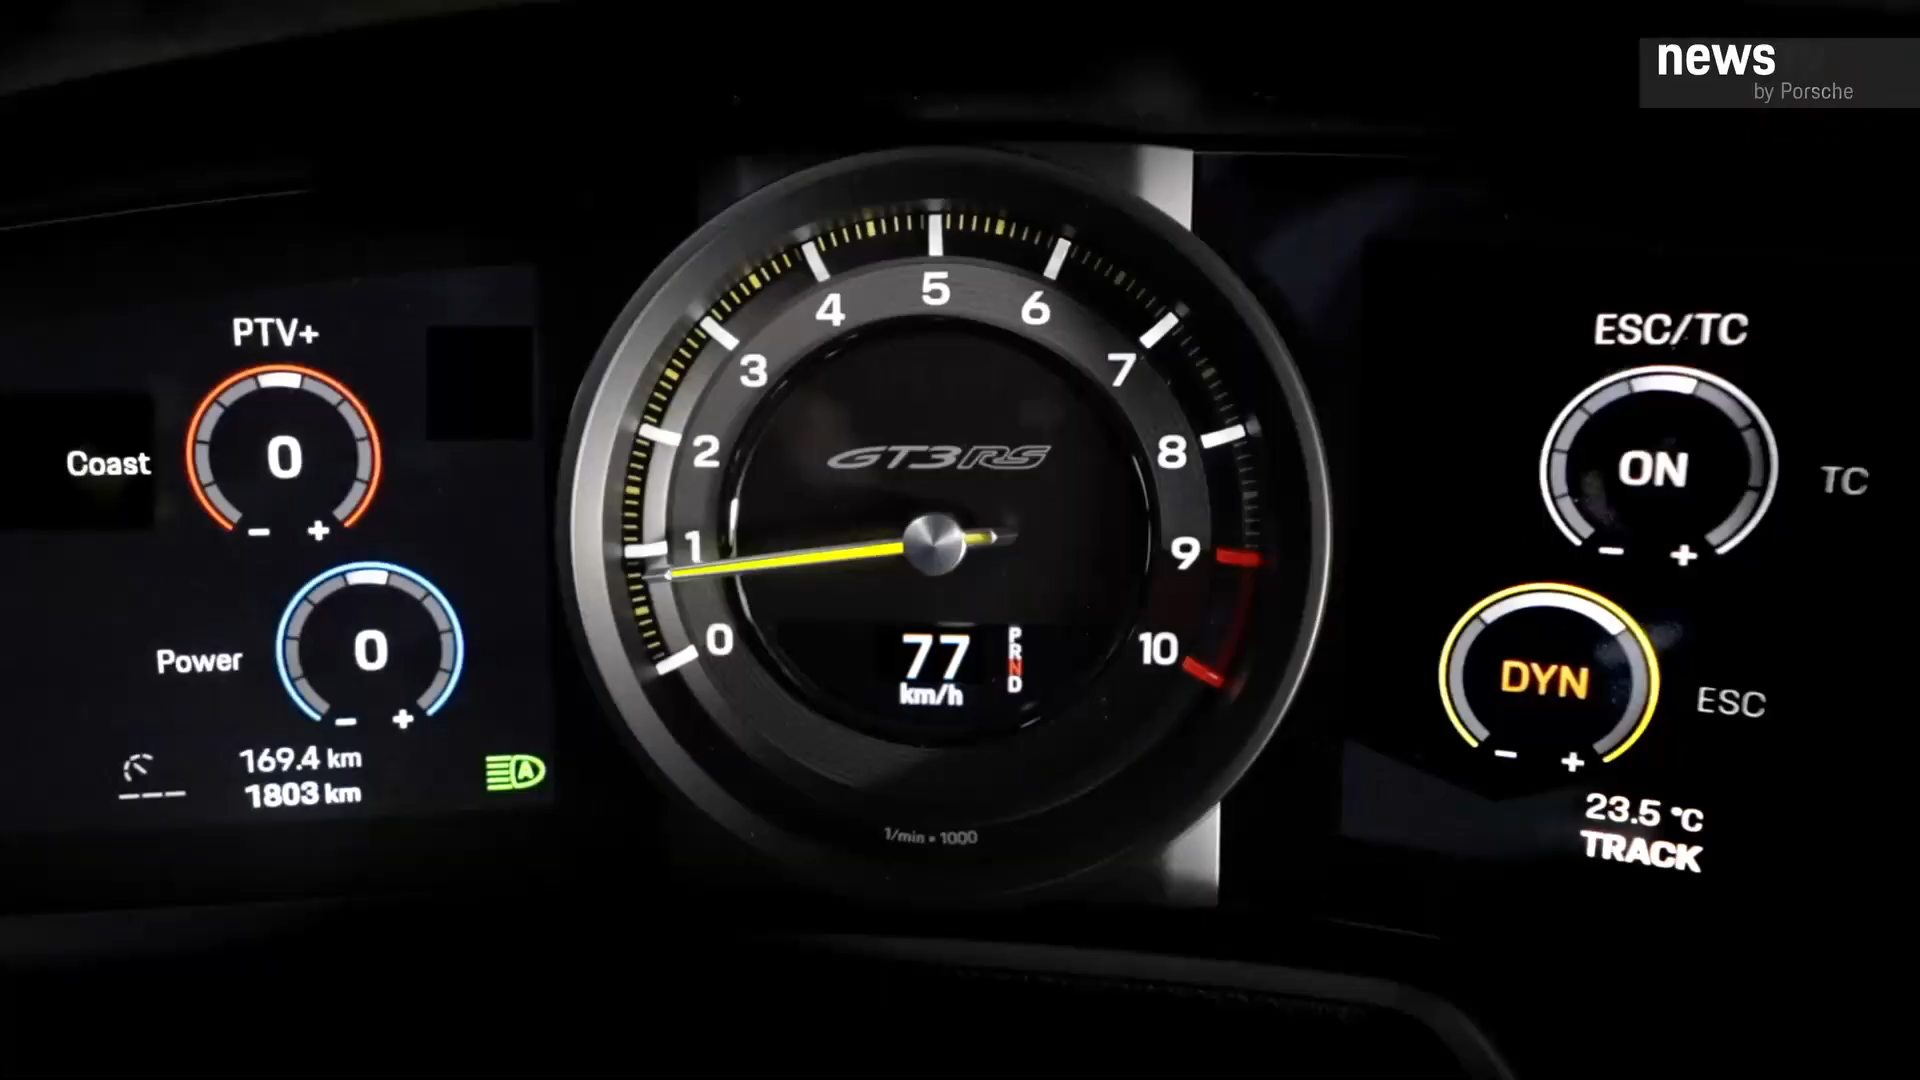 news
by Porsche
PTV+
Coast
0
- +
Power
0
- +
169.4 km
1803 km
A
0
1
2
3
4
5
6
7
8
9
10
GT3 RS
77
km/h
P
R
N
D
1/min • 1000
ESC/TC
ON
TC
- +
DYN
ESC
- +
23.5 °C
TRACK